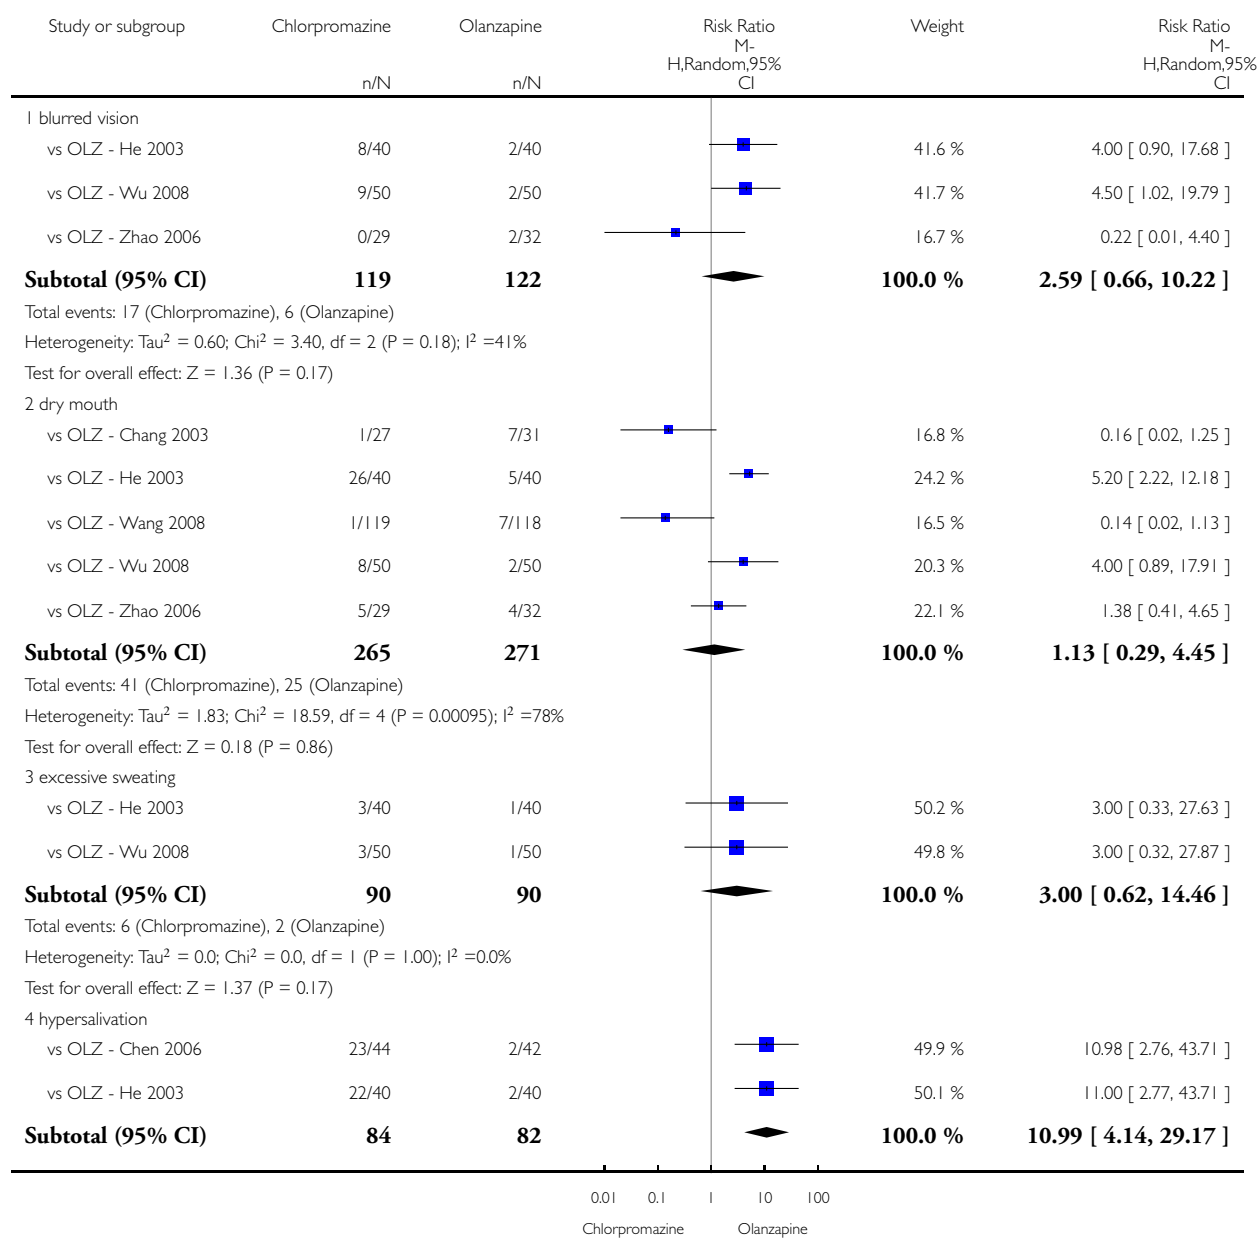 Study or subgroup Chlorpromazine Olanzapine Risk Ratio Weight Risk Ratio
M- M-
H,Random,95% H,Random,95%
n/N n/N CI CI
1 blurred vision
vs OLZ - He 2003 8/40 2/40 41.6 % 4.00 [ 0.90, 17.68 ]
vs OLZ - Wu 2008 9/50 2/50 41.7 % 4.50 [ 1.02, 19.79 ]
vs OLZ - Zhao 2006 0/29 2/32 16.7 % 0.22 [ 0.01, 4.40 ]
Subtotal (95% CI) 119 122 100.0 % 2.59 [ 0.66, 10.22 ]
Total events: 17 (Chlorpromazine), 6 (Olanzapine)
Heterogeneity: Tau² = 0.60; Chi² = 3.40, df = 2 (P = 0.18); I² =41%
Test for overall effect: Z = 1.36 (P = 0.17)
2 dry mouth
vs OLZ - Chang 2003 1/27 7/31 16.8 % 0.16 [ 0.02, 1.25 ]
vs OLZ - He 2003 26/40 5/40 24.2 % 5.20 [ 2.22, 12.18 ]
vs OLZ - Wang 2008 1/119 7/118 16.5 % 0.14 [ 0.02, 1.13 ]
vs OLZ - Wu 2008 8/50 2/50 20.3 % 4.00 [ 0.89, 17.91 ]
vs OLZ - Zhao 2006 5/29 4/32 22.1 % 1.38 [ 0.41, 4.65 ]
Subtotal (95% CI) 265 271 100.0 % 1.13 [ 0.29, 4.45 ]
Total events: 41 (Chlorpromazine), 25 (Olanzapine)
Heterogeneity: Tau² = 1.83; Chi² = 18.59, df = 4 (P = 0.00095); I² =78%
Test for overall effect: Z = 0.18 (P = 0.86)
3 excessive sweating
vs OLZ - He 2003 3/40 1/40 50.2 % 3.00 [ 0.33, 27.63 ]
vs OLZ - Wu 2008 3/50 1/50 49.8 % 3.00 [ 0.32, 27.87 ]
Subtotal (95% CI) 90 90 100.0 % 3.00 [ 0.62, 14.46 ]
Total events: 6 (Chlorpromazine), 2 (Olanzapine)
Heterogeneity: Tau² = 0.0; Chi² = 0.0, df = 1 (P = 1.00); I² =0.0%
Test for overall effect: Z = 1.37 (P = 0.17)
4 hypersalivation
vs OLZ - Chen 2006 23/44 2/42 49.9 % 10.98 [ 2.76, 43.71 ]
vs OLZ - He 2003 22/40 2/40 50.1 % 11.00 [ 2.77, 43.71 ]
Subtotal (95% CI) 84 82 100.0 % 10.99 [ 4.14, 29.17 ]
0.01 0.1 1 10 100
Chlorpromazine Olanzapine